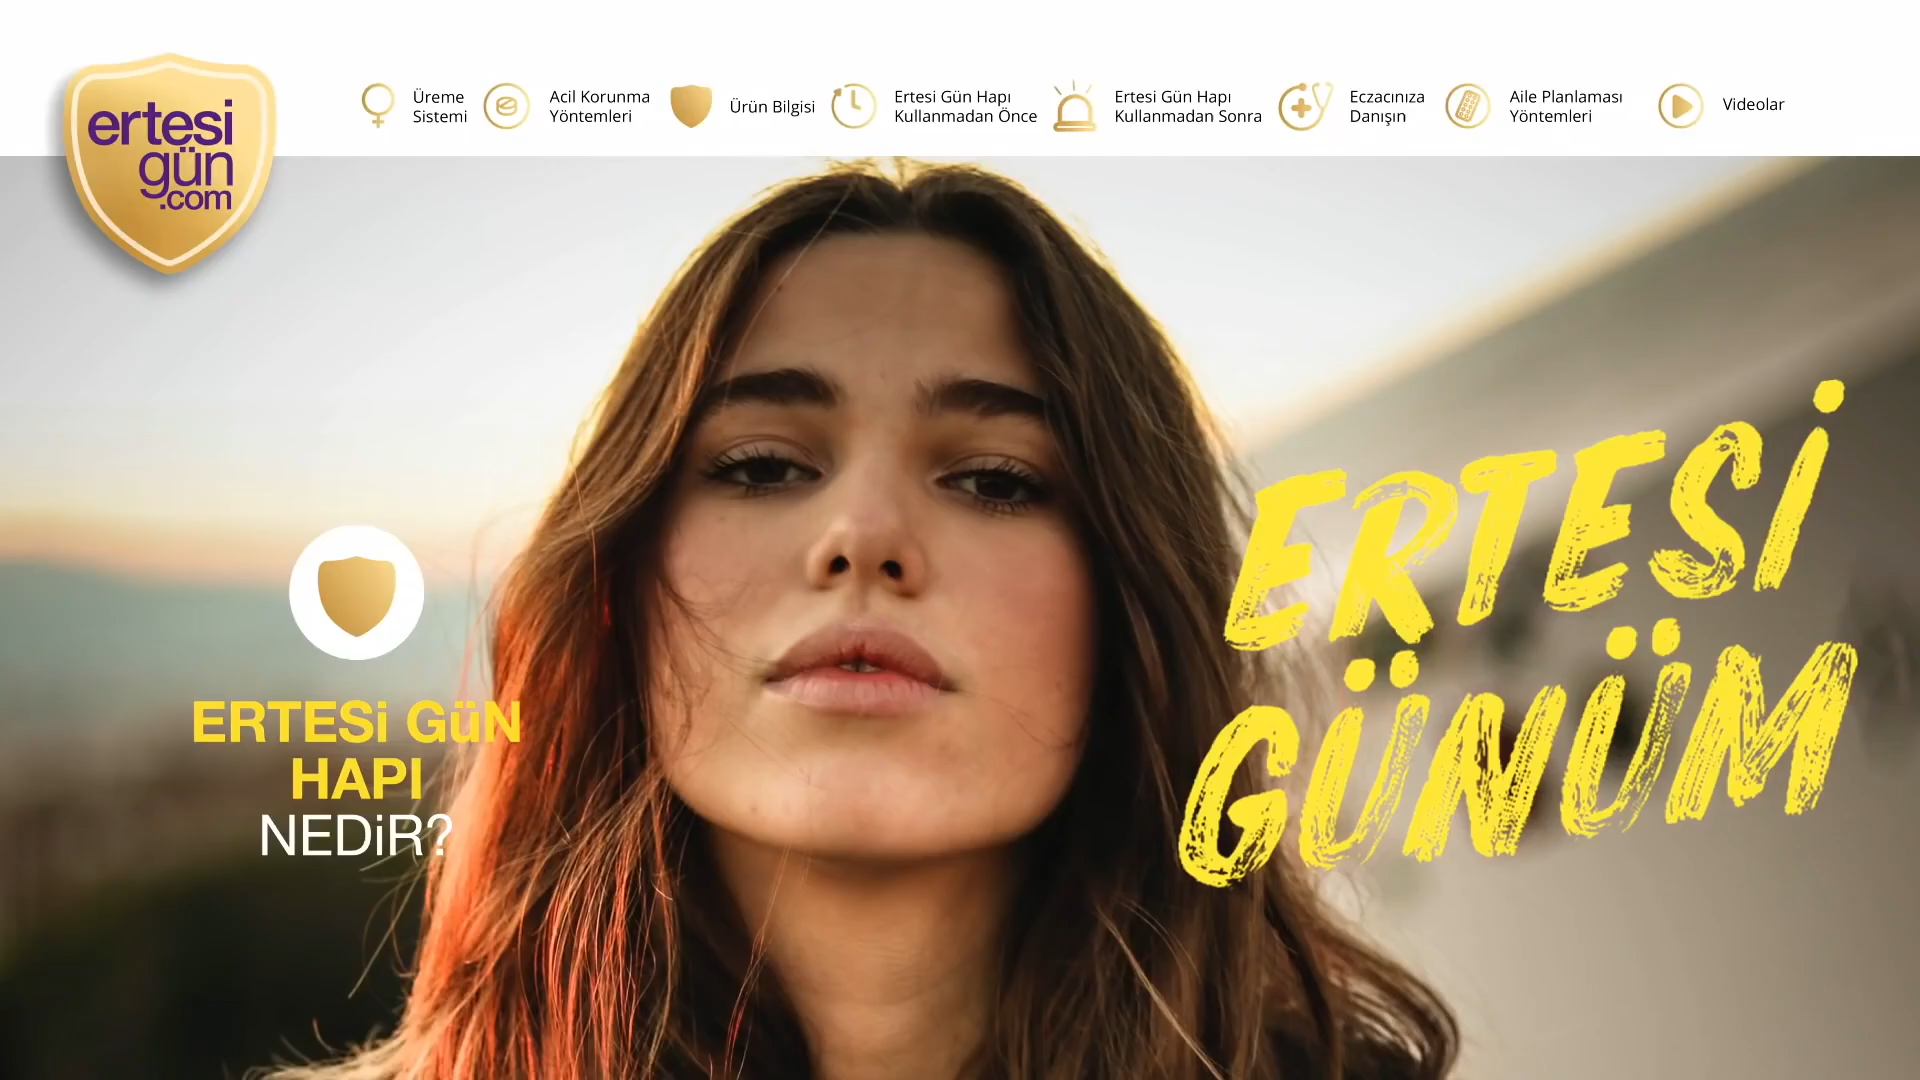 ertesi
gün
.com
Üreme
Sistemi
Acil Korunma
Yöntemleri
Ürün Bilgisi
Ertesi Gün Hapı
Kullanmadan Önce
Ertesi Gün Hapı
Kullanmadan Sonra
Eczacınıza
Danışın
Aile Planlaması
Yöntemleri
Videolar
ERTESi GüN
HAPI
NEDiR?
ERTESİ
GÜNÜM